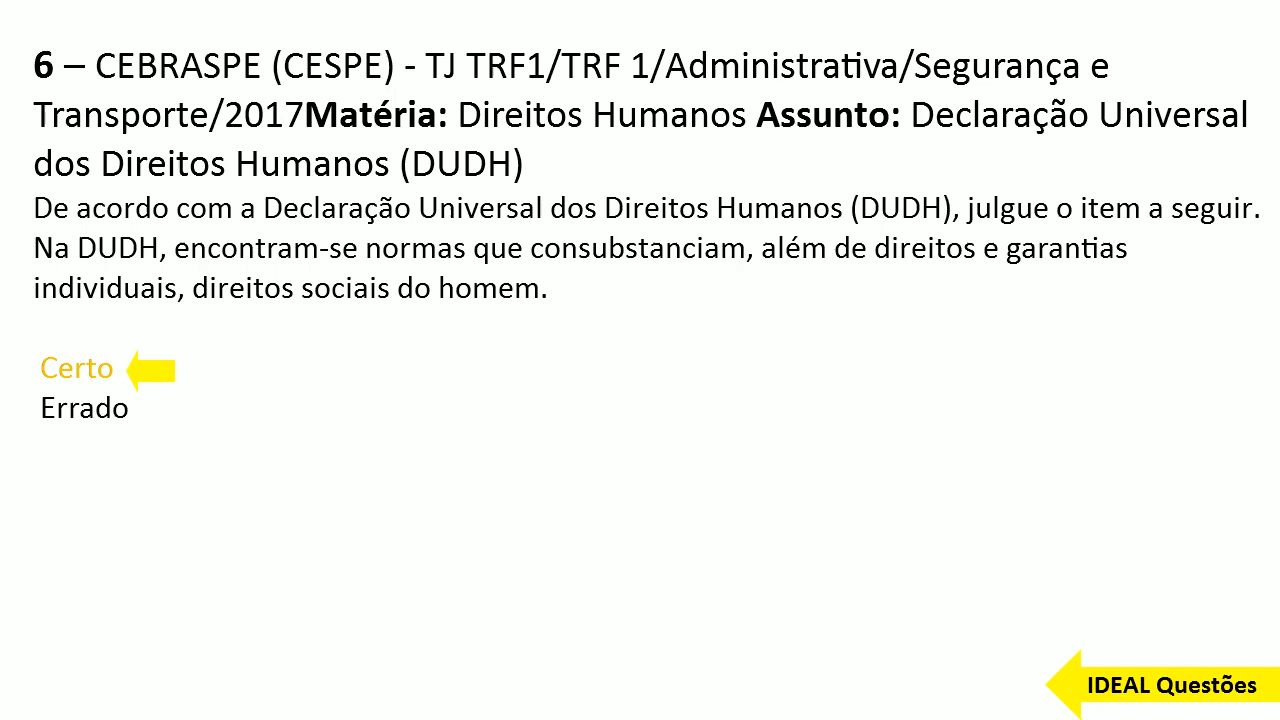 6 – CEBRASPE (CESPE) - TJ TRF1/TRF 1/Administrativa/Segurança e
Transporte/2017Matéria: Direitos Humanos Assunto: Declaração Universal
dos Direitos Humanos (DUDH)
De acordo com a Declaração Universal dos Direitos Humanos (DUDH), julgue o item a seguir.
Na DUDH, encontram-se normas que consubstanciam, além de direitos e garantias
individuais, direitos sociais do homem.
Certo
Errado
IDEAL Questões